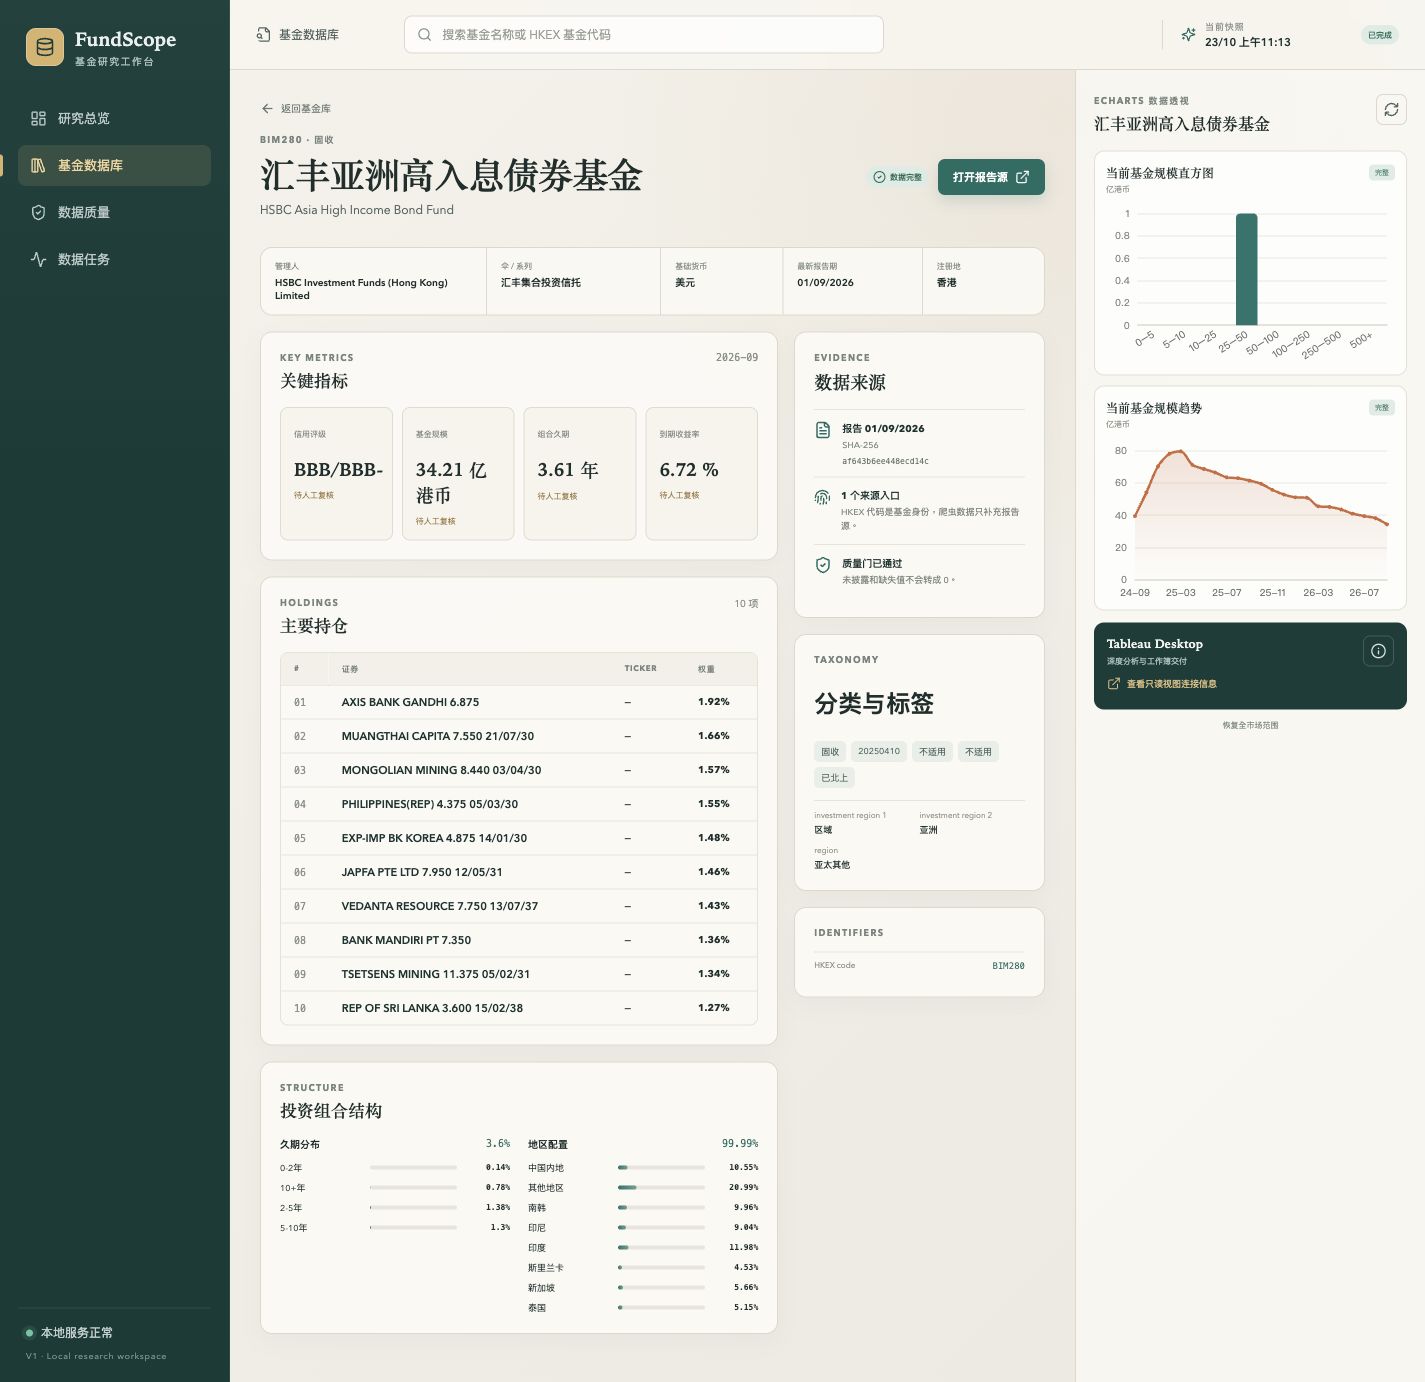 FundScope
基金研究工作台
研究总览
基金数据库
数据质量
数据任务
本地服务正常
V1 · Local research workspace
基金数据库
搜索基金名称或 HKEX 基金代码
当前快照
23/10 上午11:13
已完成
返回基金库
BIM280 · 固收
汇丰亚洲高入息债券基金
HSBC Asia High Income Bond Fund
数据完整
打开报告源
管理人
HSBC Investment Funds (Hong Kong) Limited
伞 / 系列
汇丰集合投资信托
基础货币
美元
最新报告期
01/09/2026
注册地
香港
KEY METRICS
2026-09
关键指标
信用评级
BBB/BBB-
待人工复核
基金规模
34.21 亿
港币
待人工复核
组合久期
3.61 年
待人工复核
到期收益率
6.72 %
待人工复核
HOLDINGS
10 项
主要持仓
# 证券 TICKER 权重
01 AXIS BANK GANDHI 6.875 — 1.92%
02 MUANGTHAI CAPITA 7.550 21/07/30 — 1.66%
03 MONGOLIAN MINING 8.440 03/04/30 — 1.57%
04 PHILIPPINES(REP) 4.375 05/03/30 — 1.55%
05 EXP-IMP BK KOREA 4.875 14/01/30 — 1.48%
06 JAPFA PTE LTD 7.950 12/05/31 — 1.46%
07 VEDANTA RESOURCE 7.750 13/07/37 — 1.43%
08 BANK MANDIRI PT 7.350 — 1.36%
09 TSETSENS MINING 11.375 05/02/31 — 1.34%
10 REP OF SRI LANKA 3.600 15/02/38 — 1.27%
STRUCTURE
投资组合结构
久期分布 3.6%
0-2年 0.14%
10+年 0.78%
2-5年 1.38%
5-10年 1.3%
地区配置 99.99%
中国内地 10.55%
其他地区 20.99%
南韩 9.96%
印尼 9.04%
印度 11.98%
斯里兰卡 4.53%
新加坡 5.66%
泰国 5.15%
EVIDENCE
数据来源
报告 01/09/2026
SHA-256
af643b6ee448ecd14c
1 个来源入口
HKEX 代码是基金身份，爬虫数据只补充报告
源。
质量门已通过
未披露和缺失值不会转成 0。
TAXONOMY
分类与标签
固收 20250410 不适用 不适用
已北上
investment region 1
区域
investment region 2
亚洲
region
亚太其他
IDENTIFIERS
HKEX code BIM280
ECHARTS 数据透视
汇丰亚洲高入息债券基金
当前基金规模直方图
完整
亿港币
1
0.8
0.6
0.4
0.2
0
0—5 5—10 10—25 25—50 50—100 100—250 250—500 500+
当前基金规模趋势
完整
亿港币
80
60
40
20
0
24-09 25-03 25-07 25-11 26-03 26-07
Tableau Desktop
深度分析与工作簿交付
查看只读视图连接信息
恢复全市场范围